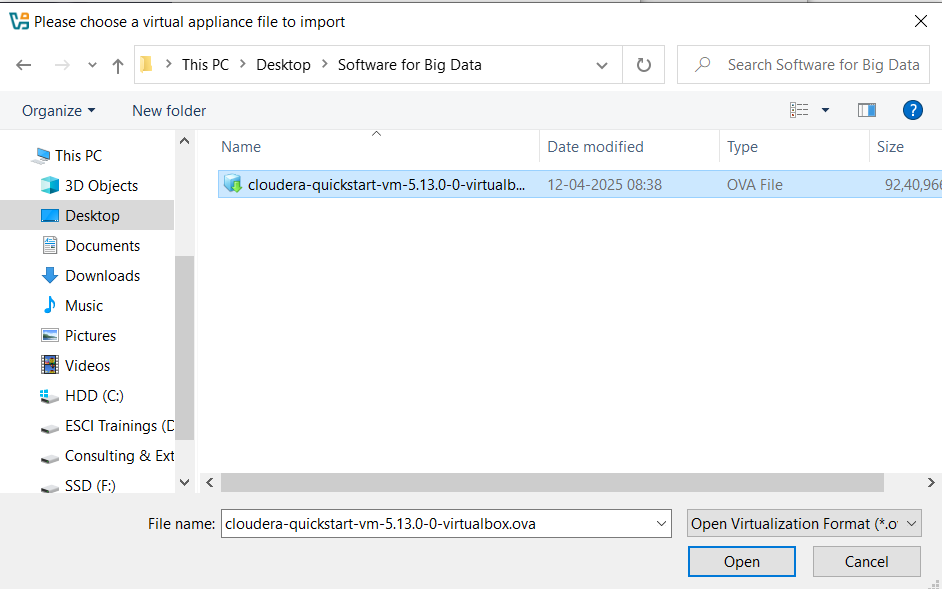 Please choose a virtual appliance file to import
This PC > Desktop > Software for Big Data
Search Software for Big Data
Organize
New folder
?
Name
Date modified
Type
Size
cloudera-quickstart-vm-5.13.0-0-virtualb...
12-04-2025 08:38
OVA File
92,40,966
This PC
3D Objects
Desktop
Documents
Downloads
Music
Pictures
Videos
HDD (C:)
ESCI Trainings (D
Consulting & Ext
SSD (F:)
File name:
cloudera-quickstart-vm-5.13.0-0-virtualbox.ova
Open Virtualization Format (*.o
Open
Cancel